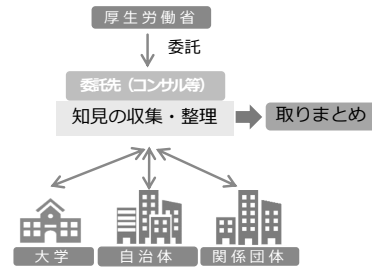 厚生労働省
委託
委託先（コンサル等）
知見の収集・整理
取りまとめ
大学
自治体
関係団体